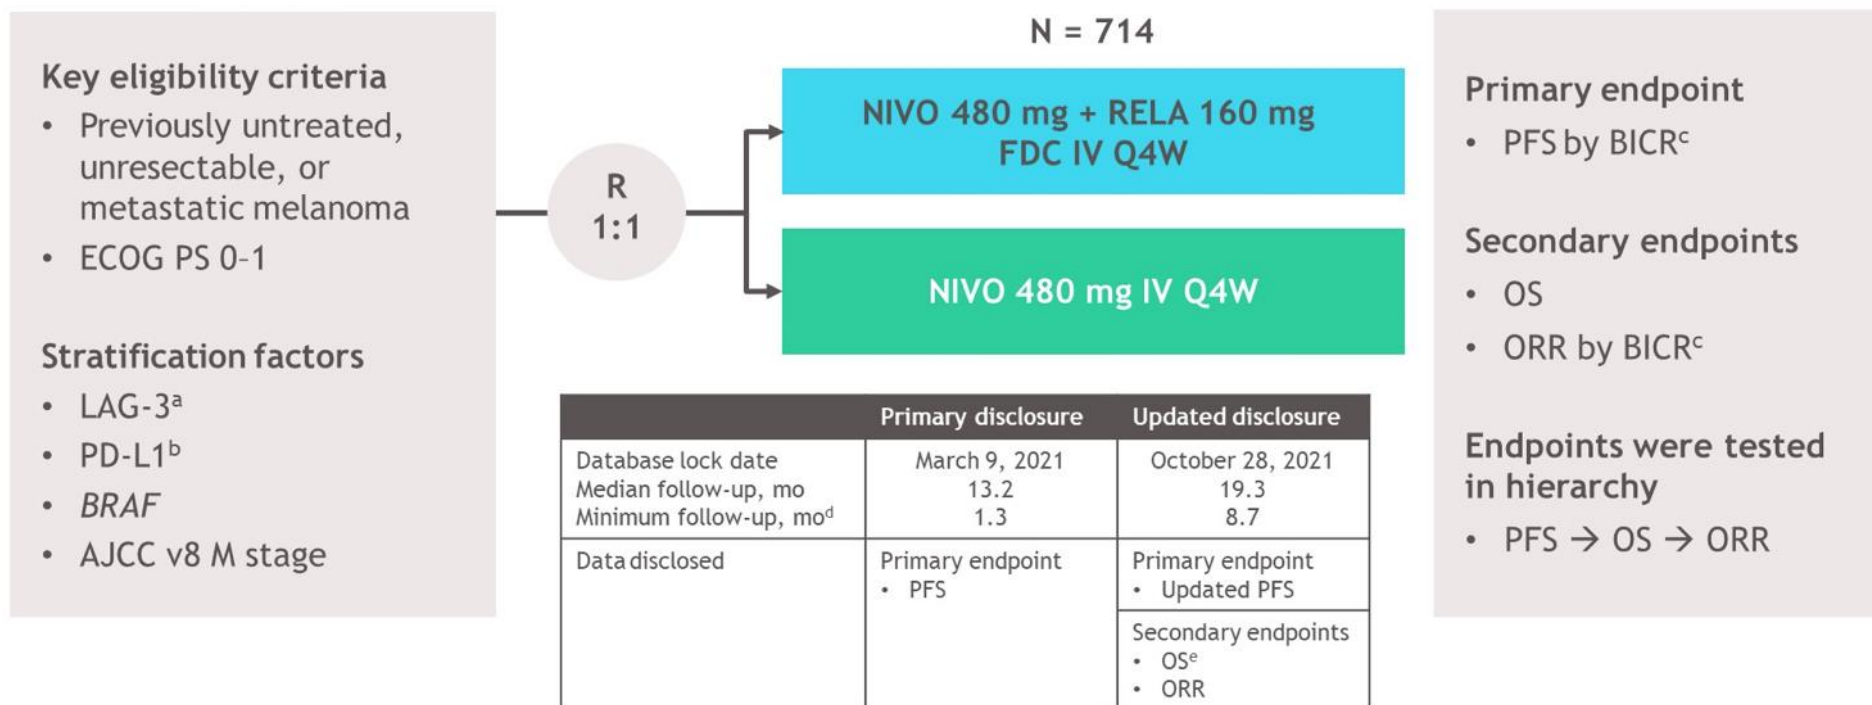 Key eligibility criteria
• Previously untreated,
unresectable, or
metastatic melanoma
• ECOG PS 0–1
Stratification factors
• LAG-3ᵃ
• PD-L1ᵇ
• BRAF
• AJCC v8 M stage
R
1:1
N = 714
NIVO 480 mg + RELA 160 mg
FDC IV Q4W
NIVO 480 mg IV Q4W
Primary disclosure Updated disclosure
Database lock date March 9, 2021 October 28, 2021
Median follow-up, mo 13.2 19.3
Minimum follow-up, moᵈ 1.3 8.7
Data disclosed Primary endpoint Primary endpoint
• PFS • Updated PFS
Secondary endpoints
• OSᵉ
• ORR
Primary endpoint
• PFS by BICRᶜ
Secondary endpoints
• OS
• ORR by BICRᶜ
Endpoints were tested
in hierarchy
• PFS → OS → ORR